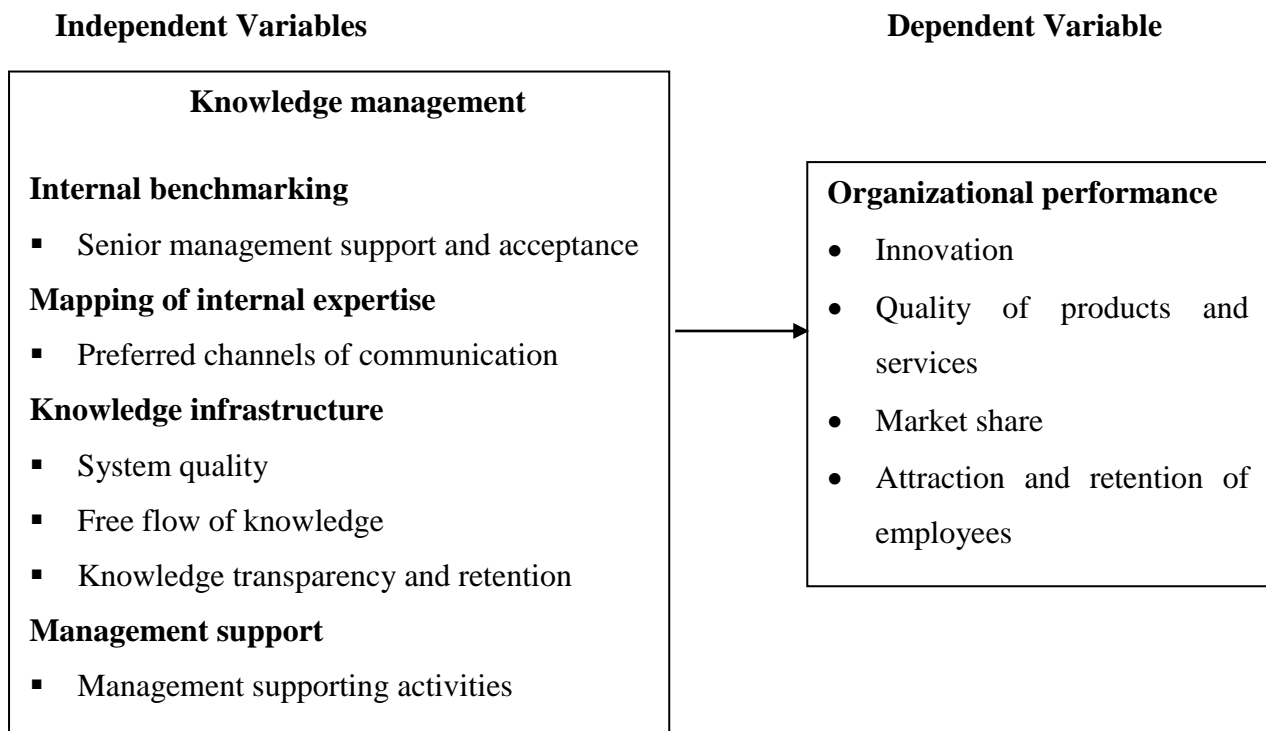 Independent Variables
Dependent Variable
Knowledge management
Internal benchmarking
▪ Senior management support and acceptance
Mapping of internal expertise
▪ Preferred channels of communication
Knowledge infrastructure
▪ System quality
▪ Free flow of knowledge
▪ Knowledge transparency and retention
Management support
▪ Management supporting activities
Organizational performance
• Innovation
• Quality of products and
services
• Market share
• Attraction and retention of
employees